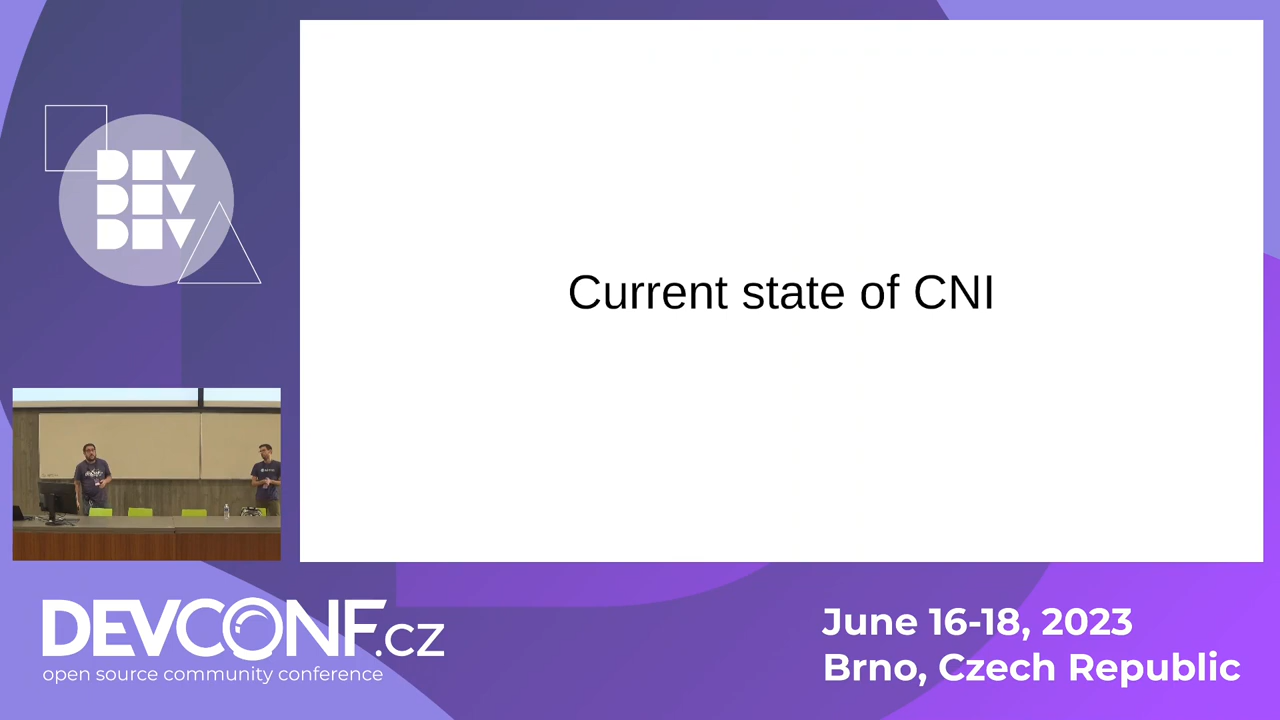 DEV
DEV
DEV
Current state of CNI
DEVCONF.cz
open source community conference
June 16-18, 2023
Brno, Czech Republic